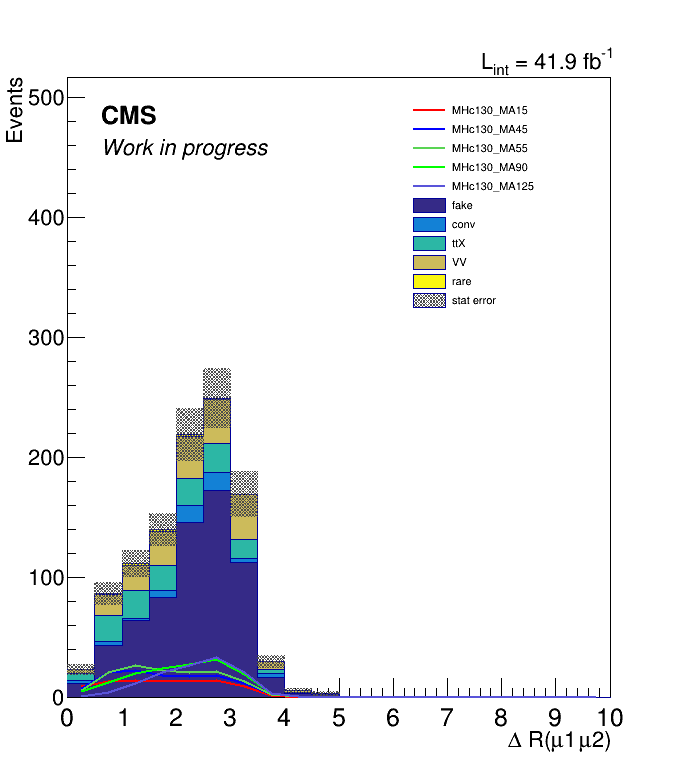 L_int = 41.9 fb^-1
Events
CMS
Work in progress
MHc130_MA15
MHc130_MA45
MHc130_MA55
MHc130_MA90
MHc130_MA125
fake
conv
ttX
VV
rare
stat error
500
400
300
200
100
0
0 1 2 3 4 5 6 7 8 9 10
Δ R(μ1μ2)